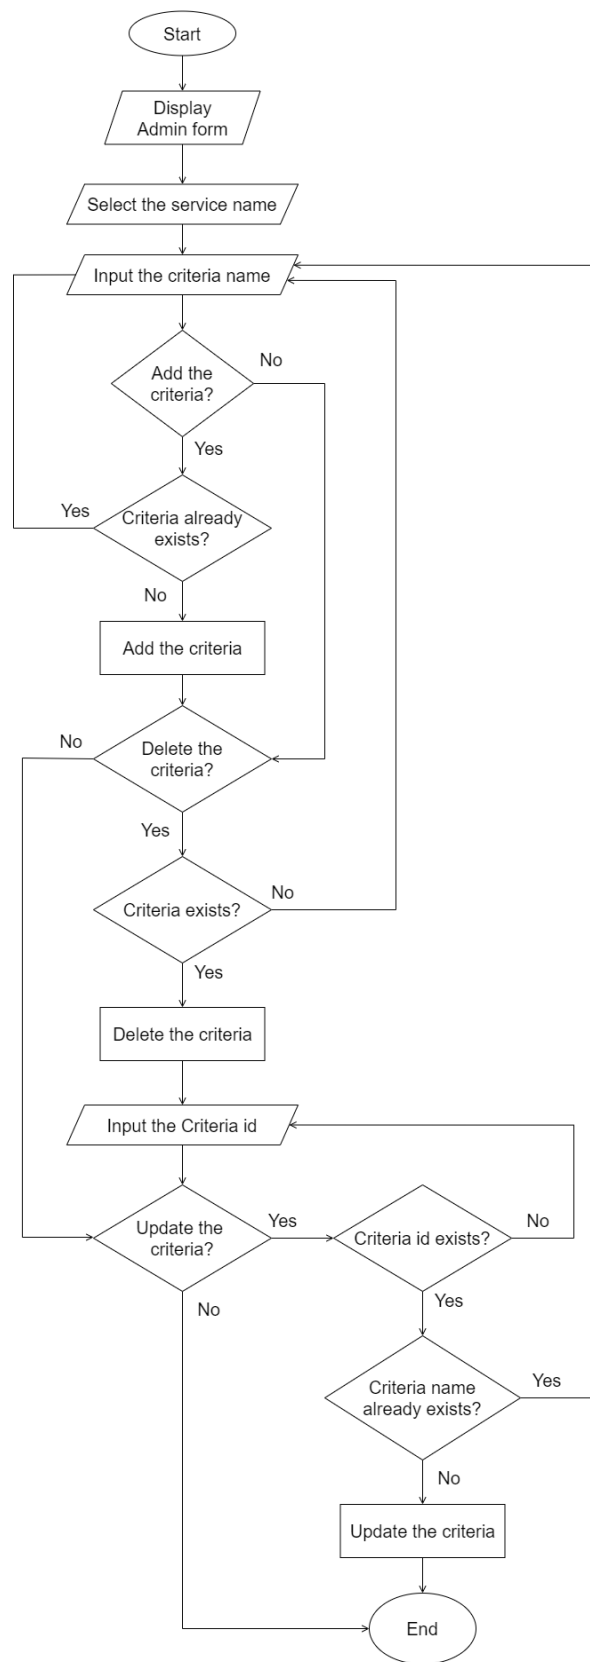 Start
Display
Admin form
Select the service name
Input the criteria name
No
Add the
criteria?
Yes
Yes
Criteria already
exists?
No
Add the criteria
No
Delete the
criteria?
Yes
No
Criteria exists?
Yes
Delete the criteria
Input the Criteria id
Update the
criteria?
Yes
Criteria id exists?
No
No
Yes
Criteria name
already exists?
Yes
No
Update the criteria
End